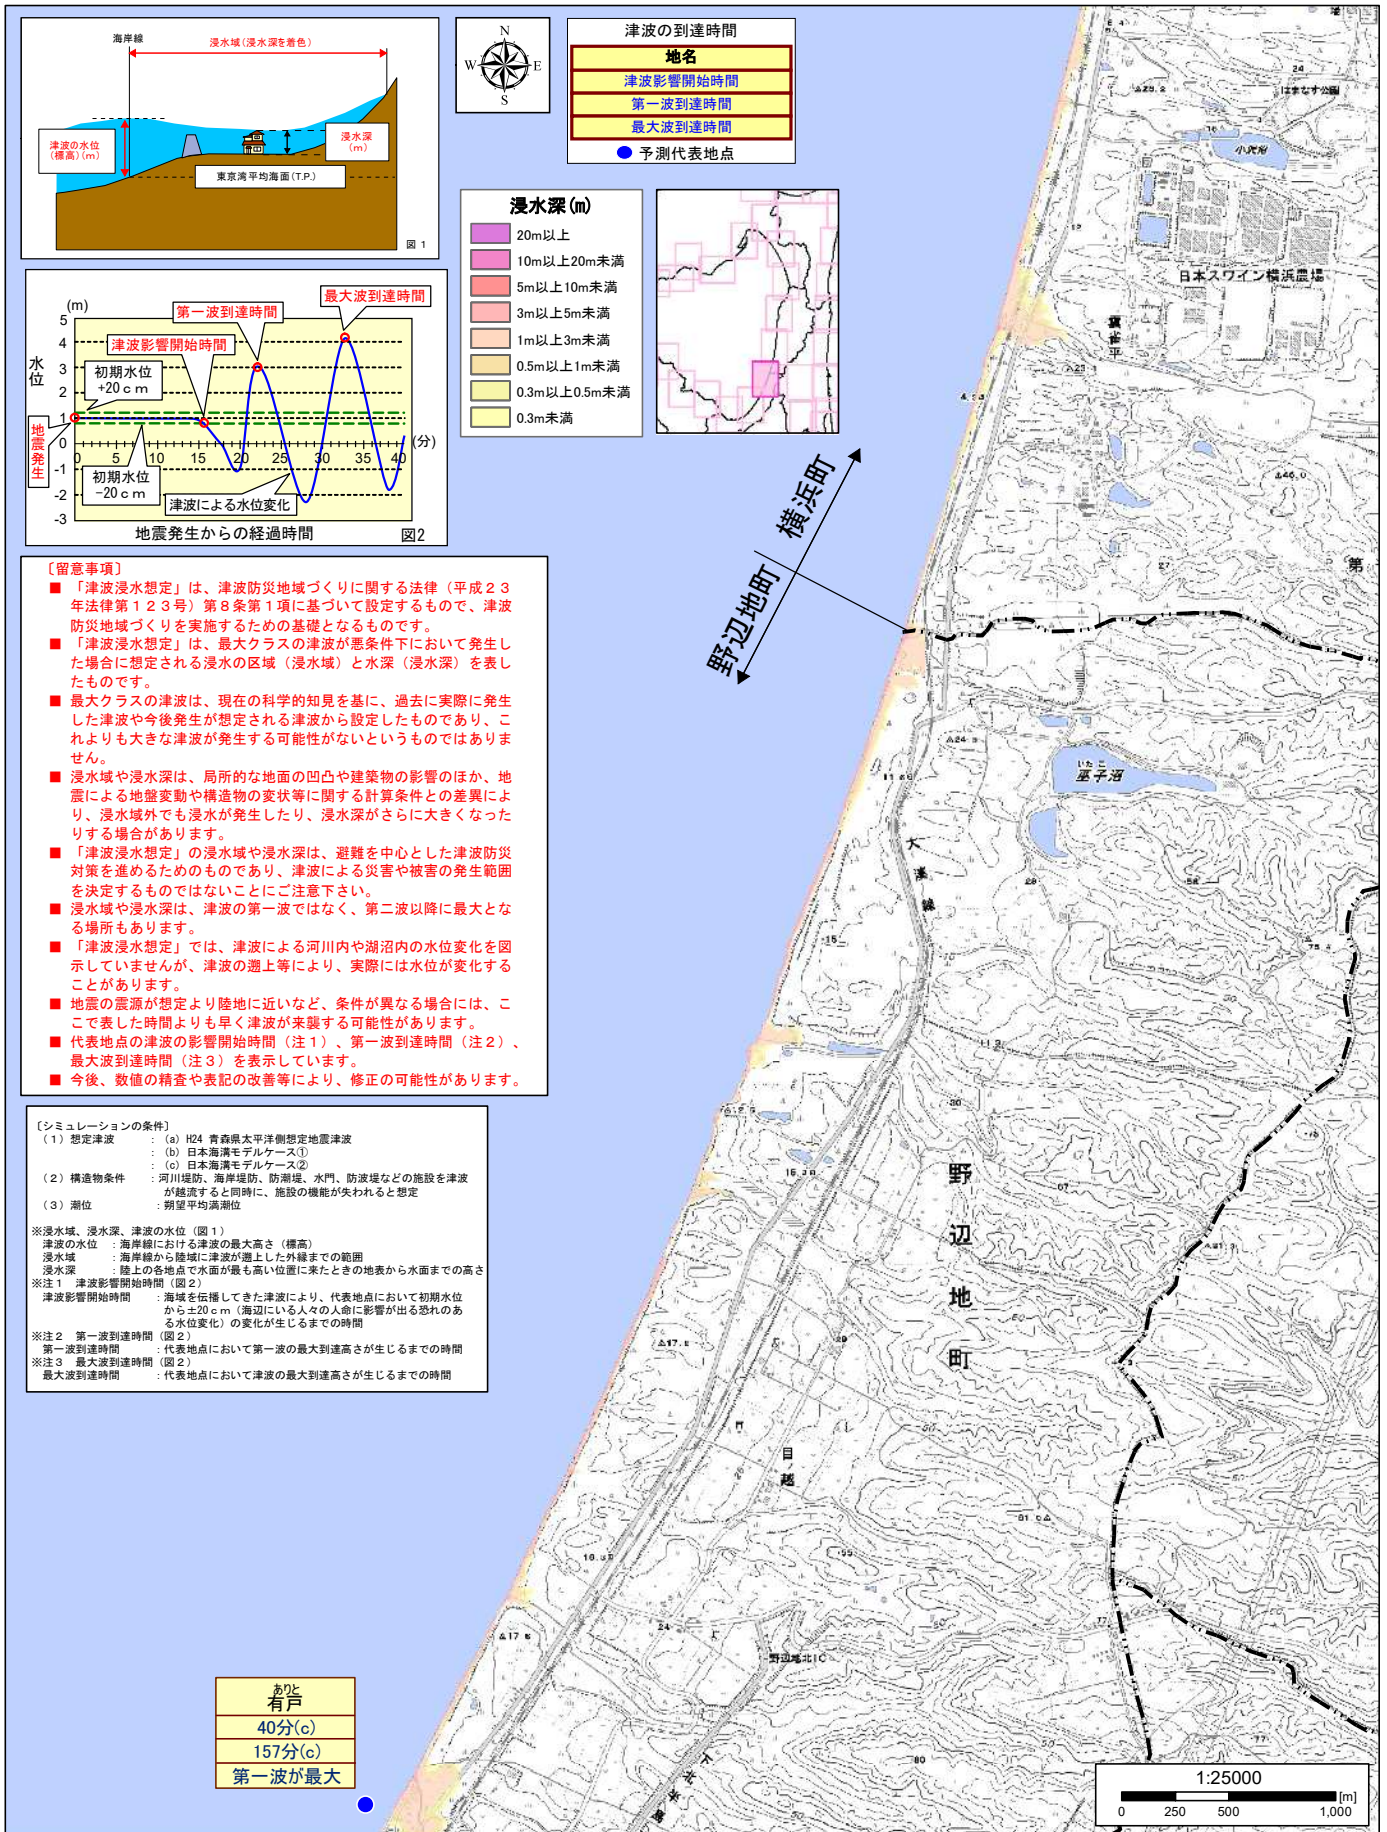 海岸線
浸水域(浸水深を着色)
津波の水位
(標高)(m)
浸水深
(m)
東京湾平均海面(T.P.)
図 1
N
W
E
S
津波の到達時間
地名
津波影響開始時間
第一波到達時間
最大波到達時間
予測代表地点
浸水深(m)
20m以上
10m以上20m未満
5m以上10m未満
3m以上5m未満
1m以上3m未満
0.5m以上1m未満
0.3m以上0.5m未満
0.3m未満
(m)
水位
5
4
3
2
1
0
-1
-2
-3
第一波到達時間
最大波到達時間
津波影響開始時間
初期水位
+20ｃｍ
地震発生
0 5 10 15 20 25 30 35 40
(分)
初期水位
-20ｃｍ
津波による水位変化
地震発生からの経過時間
図2
〔留意事項〕
■ 「津波浸水想定」は、津波防災地域づくりに関する法律（平成２３
年法律第１２３号）第８条第１項に基づいて設定するもので、津波
防災地域づくりを実施するための基礎となるものです。
■ 「津波浸水想定」は、最大クラスの津波が悪条件下において発生し
た場合に想定される浸水の区域（浸水域）と水深（浸水深）を表し
たものです。
■ 最大クラスの津波は、現在の科学的知見を基に、過去に実際に発生
した津波や今後発生が想定される津波から設定したものであり、こ
れよりも大きな津波が発生する可能性がないというものではありま
せん。
■ 浸水域や浸水深は、局所的な地面の凹凸や建築物の影響のほか、地
震による地盤変動や構造物の変状等に関する計算条件との差異によ
り、浸水域外でも浸水が発生したり、浸水深がさらに大きくなった
りする場合があります。
■ 「津波浸水想定」の浸水域や浸水深は、避難を中心とした津波防災
対策を進めるためのものであり、津波による災害や被害の発生範囲
を決定するものではないことにご注意下さい。
■ 浸水域や浸水深は、津波の第一波ではなく、第二波以降に最大とな
る場所もあります。
■ 「津波浸水想定」では、津波による河川内や湖沼内の水位変化を図
示していませんが、津波の遡上等により、実際には水位が変化する
ことがあります。
■ 地震の震源が想定より陸地に近いなど、条件が異なる場合には、こ
こで表した時間よりも早く津波が来襲する可能性があります。
■ 代表地点の津波の影響開始時間（注１）、第一波到達時間（注２）、
最大波到達時間（注３）を表示しています。
■ 今後、数値の精査や表記の改善等により、修正の可能性があります。
〔シミュレーションの条件〕
（１）想定津波 ：(a) H24 青森県太平洋側想定地震津波
：(b) 日本海溝モデルケース①
：(c) 日本海溝モデルケース②
（２）構造物条件 ：河川堤防、海岸堤防、防潮堤、水門、防波堤などの施設を津波
が越流すると同時に、施設の機能が失われると想定
（３）潮位 ：朔望平均満潮位
※浸水域、浸水深、津波の水位（図１）
津波の水位 ：海岸線における津波の最大高さ（標高）
浸水域 ：海岸線から陸域に津波が遡上した外縁までの範囲
浸水深 ：陸上の各地点で水面が最も高い位置に来たときの地表から水面までの高さ
※注１ 津波影響開始時間（図２）
津波影響開始時間 ：海域を伝播してきた津波により、代表地点において初期水位
から±20ｃｍ（海辺にいる人々の人命に影響が出る恐れのあ
る水位変化）の変化が生じるまでの時間
※注２ 第一波到達時間（図２）
第一波到達時間 ：代表地点において第一波の最大到達高さが生じるまでの時間
※注３ 最大波到達時間（図２）
最大波到達時間 ：代表地点において津波の最大到達高さが生じるまでの時間
横浜町
野辺地町
はまなす公園
日本スワイン横浜農場
第
いたこ
巫子沼
大湊線
野辺地町
目ノ越
野辺地北IC
ありと
有戸
40分(c)
157分(c)
第一波が最大
1:25000
[m]
0 250 500 1,000